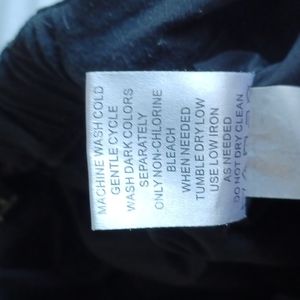 MACHINE WASH COLD
GENTLE CYCLE
WASH DARK COLORS
SEPARATELY
ONLY NON-CHLORINE
BLEACH
WHEN NEEDED
TUMBLE DRY LOW
USE LOW IRON
AS NEEDED
DO NOT DRY CLEAN